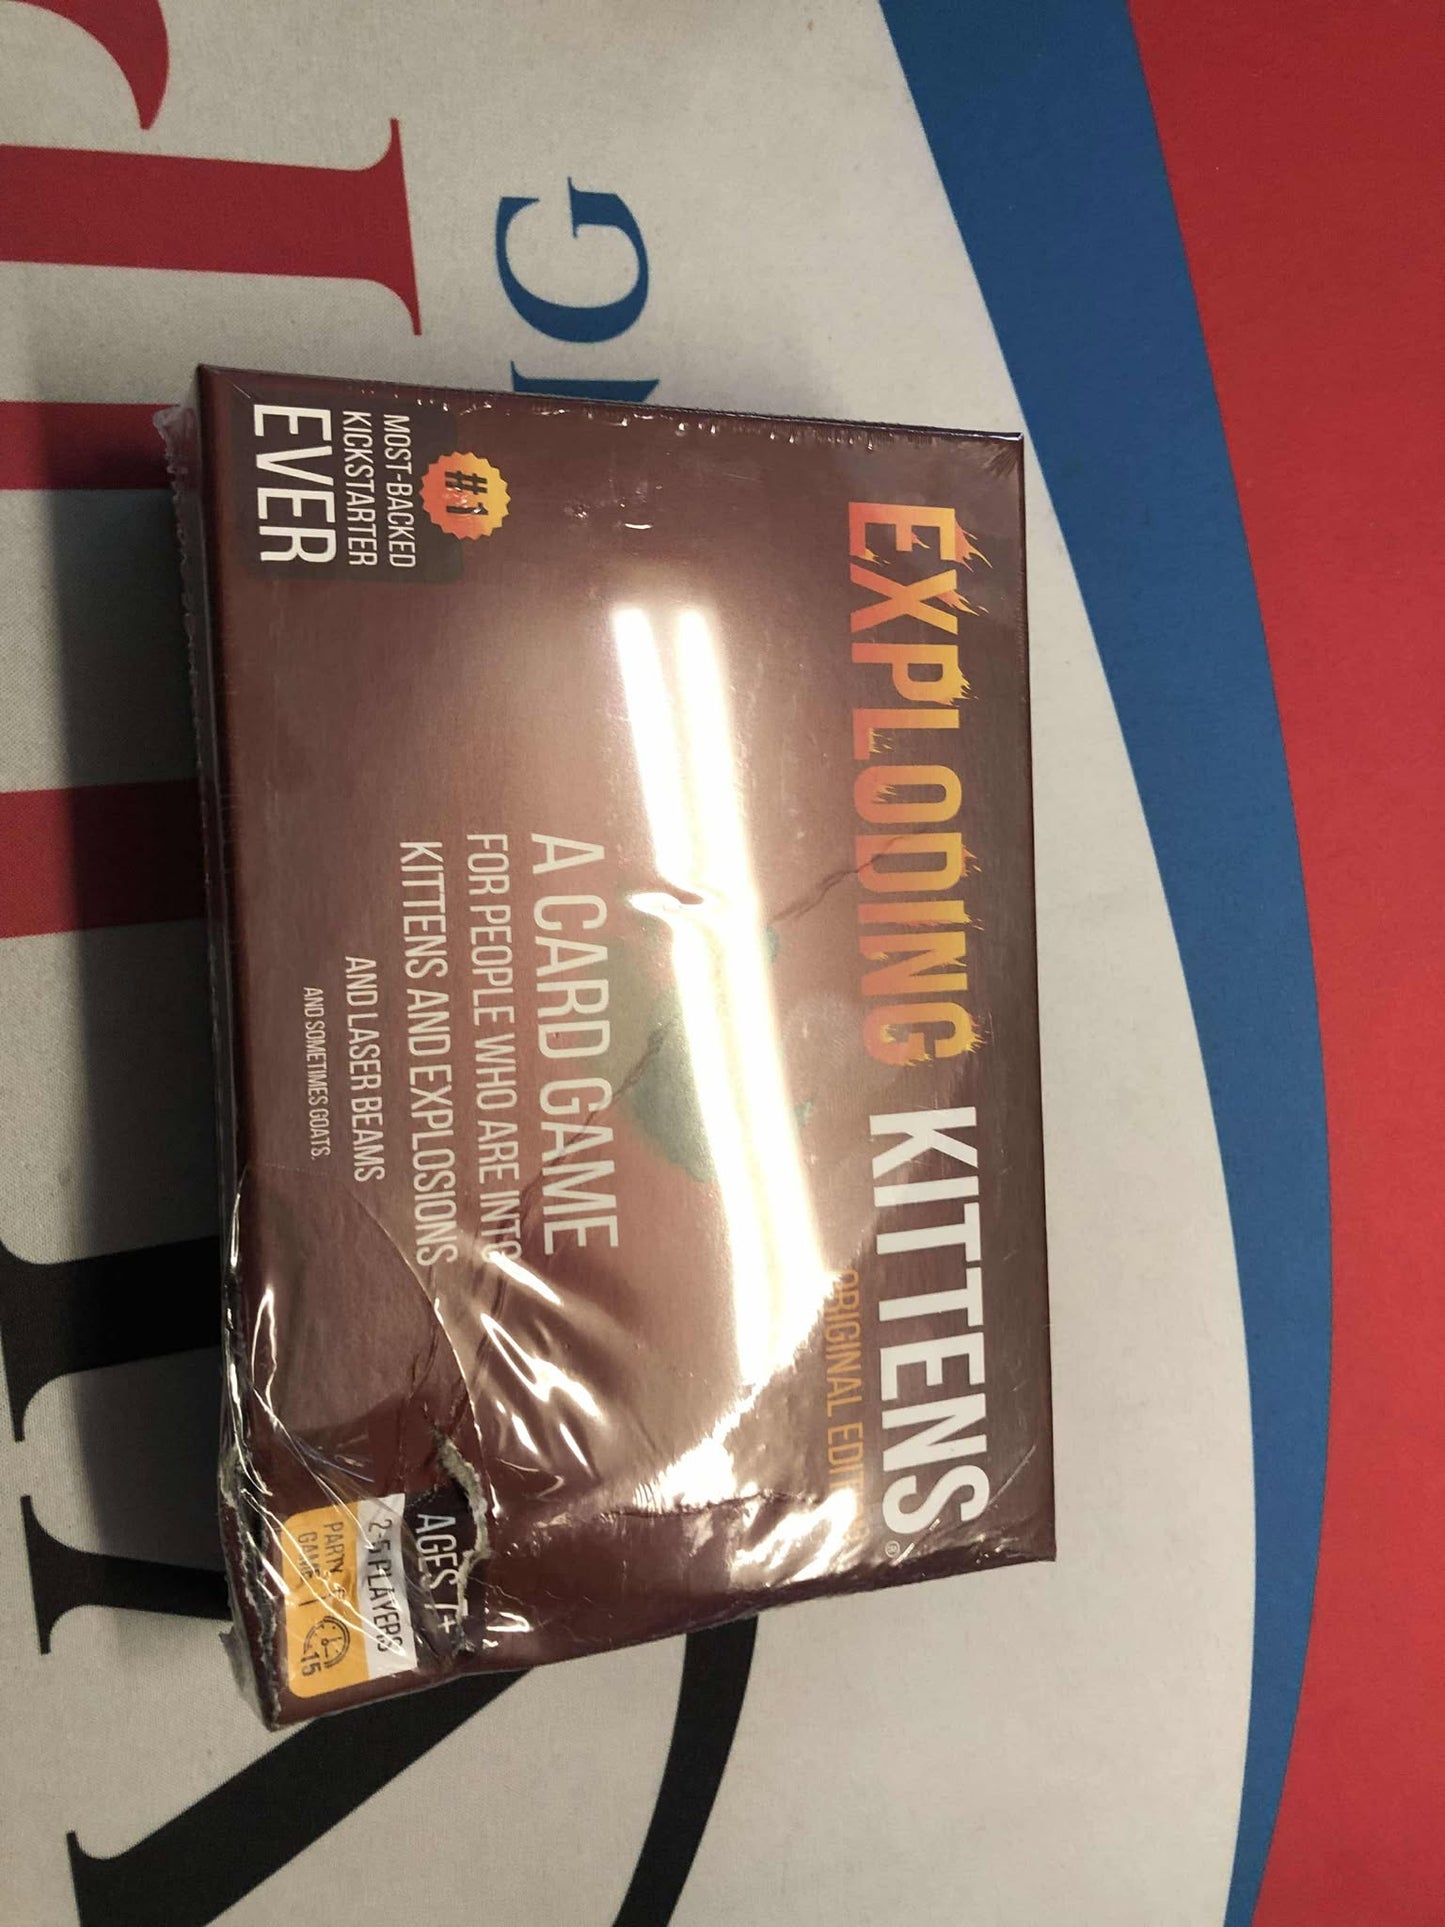 EXPLODING KITTENS®
ORIGINAL EDITION
A CARD GAME
FOR PEOPLE WHO ARE INTO
KITTENS AND EXPLOSIONS
AND LASER BEAMS
AND SOMETIMES GOATS.
#1
MOST-BACKED
KICKSTARTER
EVER
AGES 7+
2-5 PLAYERS
PARTY
GAME
15